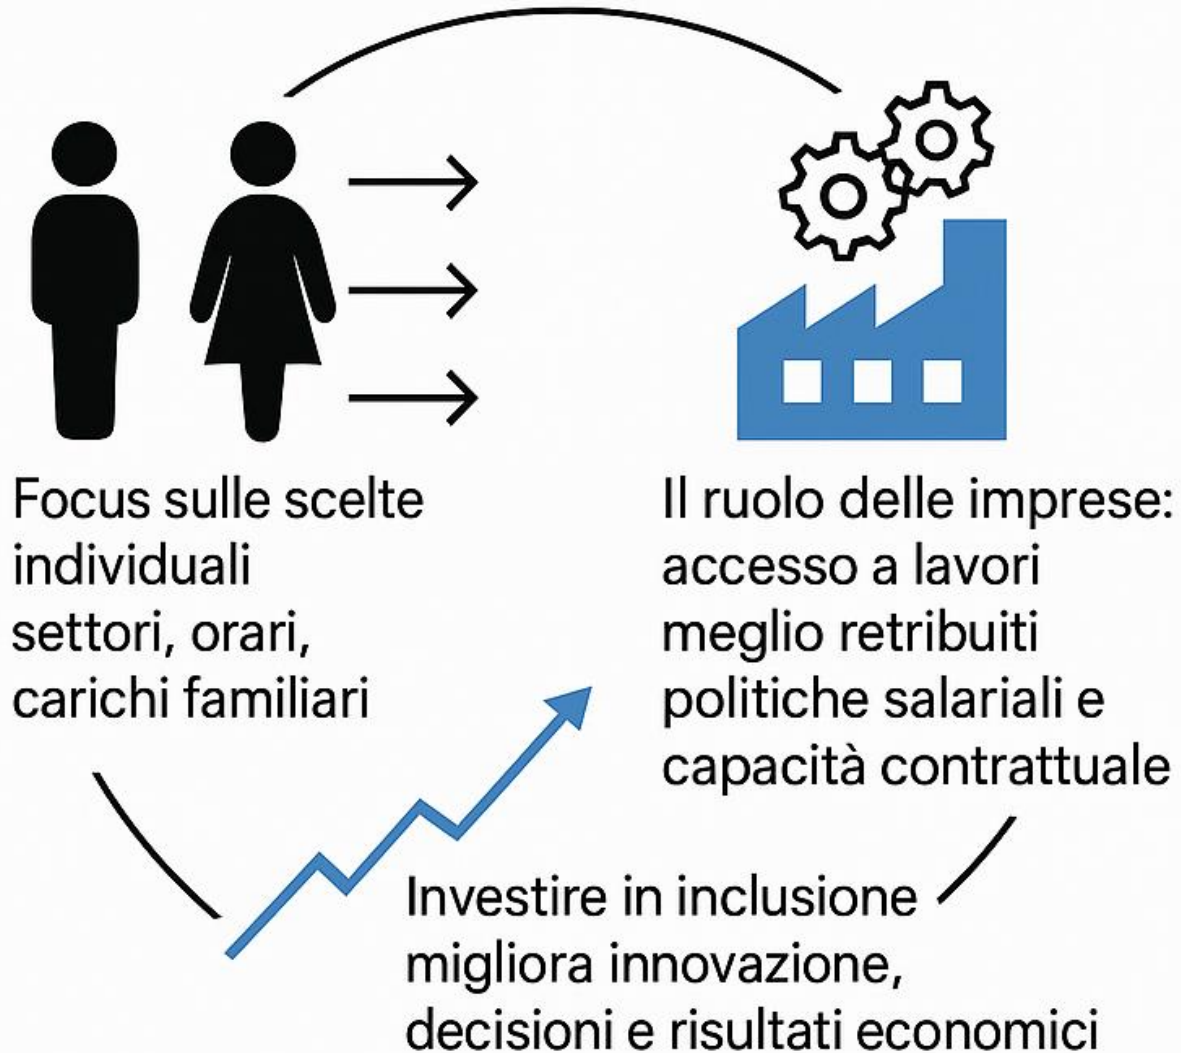 Focus sulle scelte
individuali
settori, orari,
carichi familiari
Il ruolo delle imprese:
accesso a lavori
meglio retribuiti
politiche salariali e
capacità contrattuale
Investire in inclusione
migliora innovazione,
decisioni e risultati economici